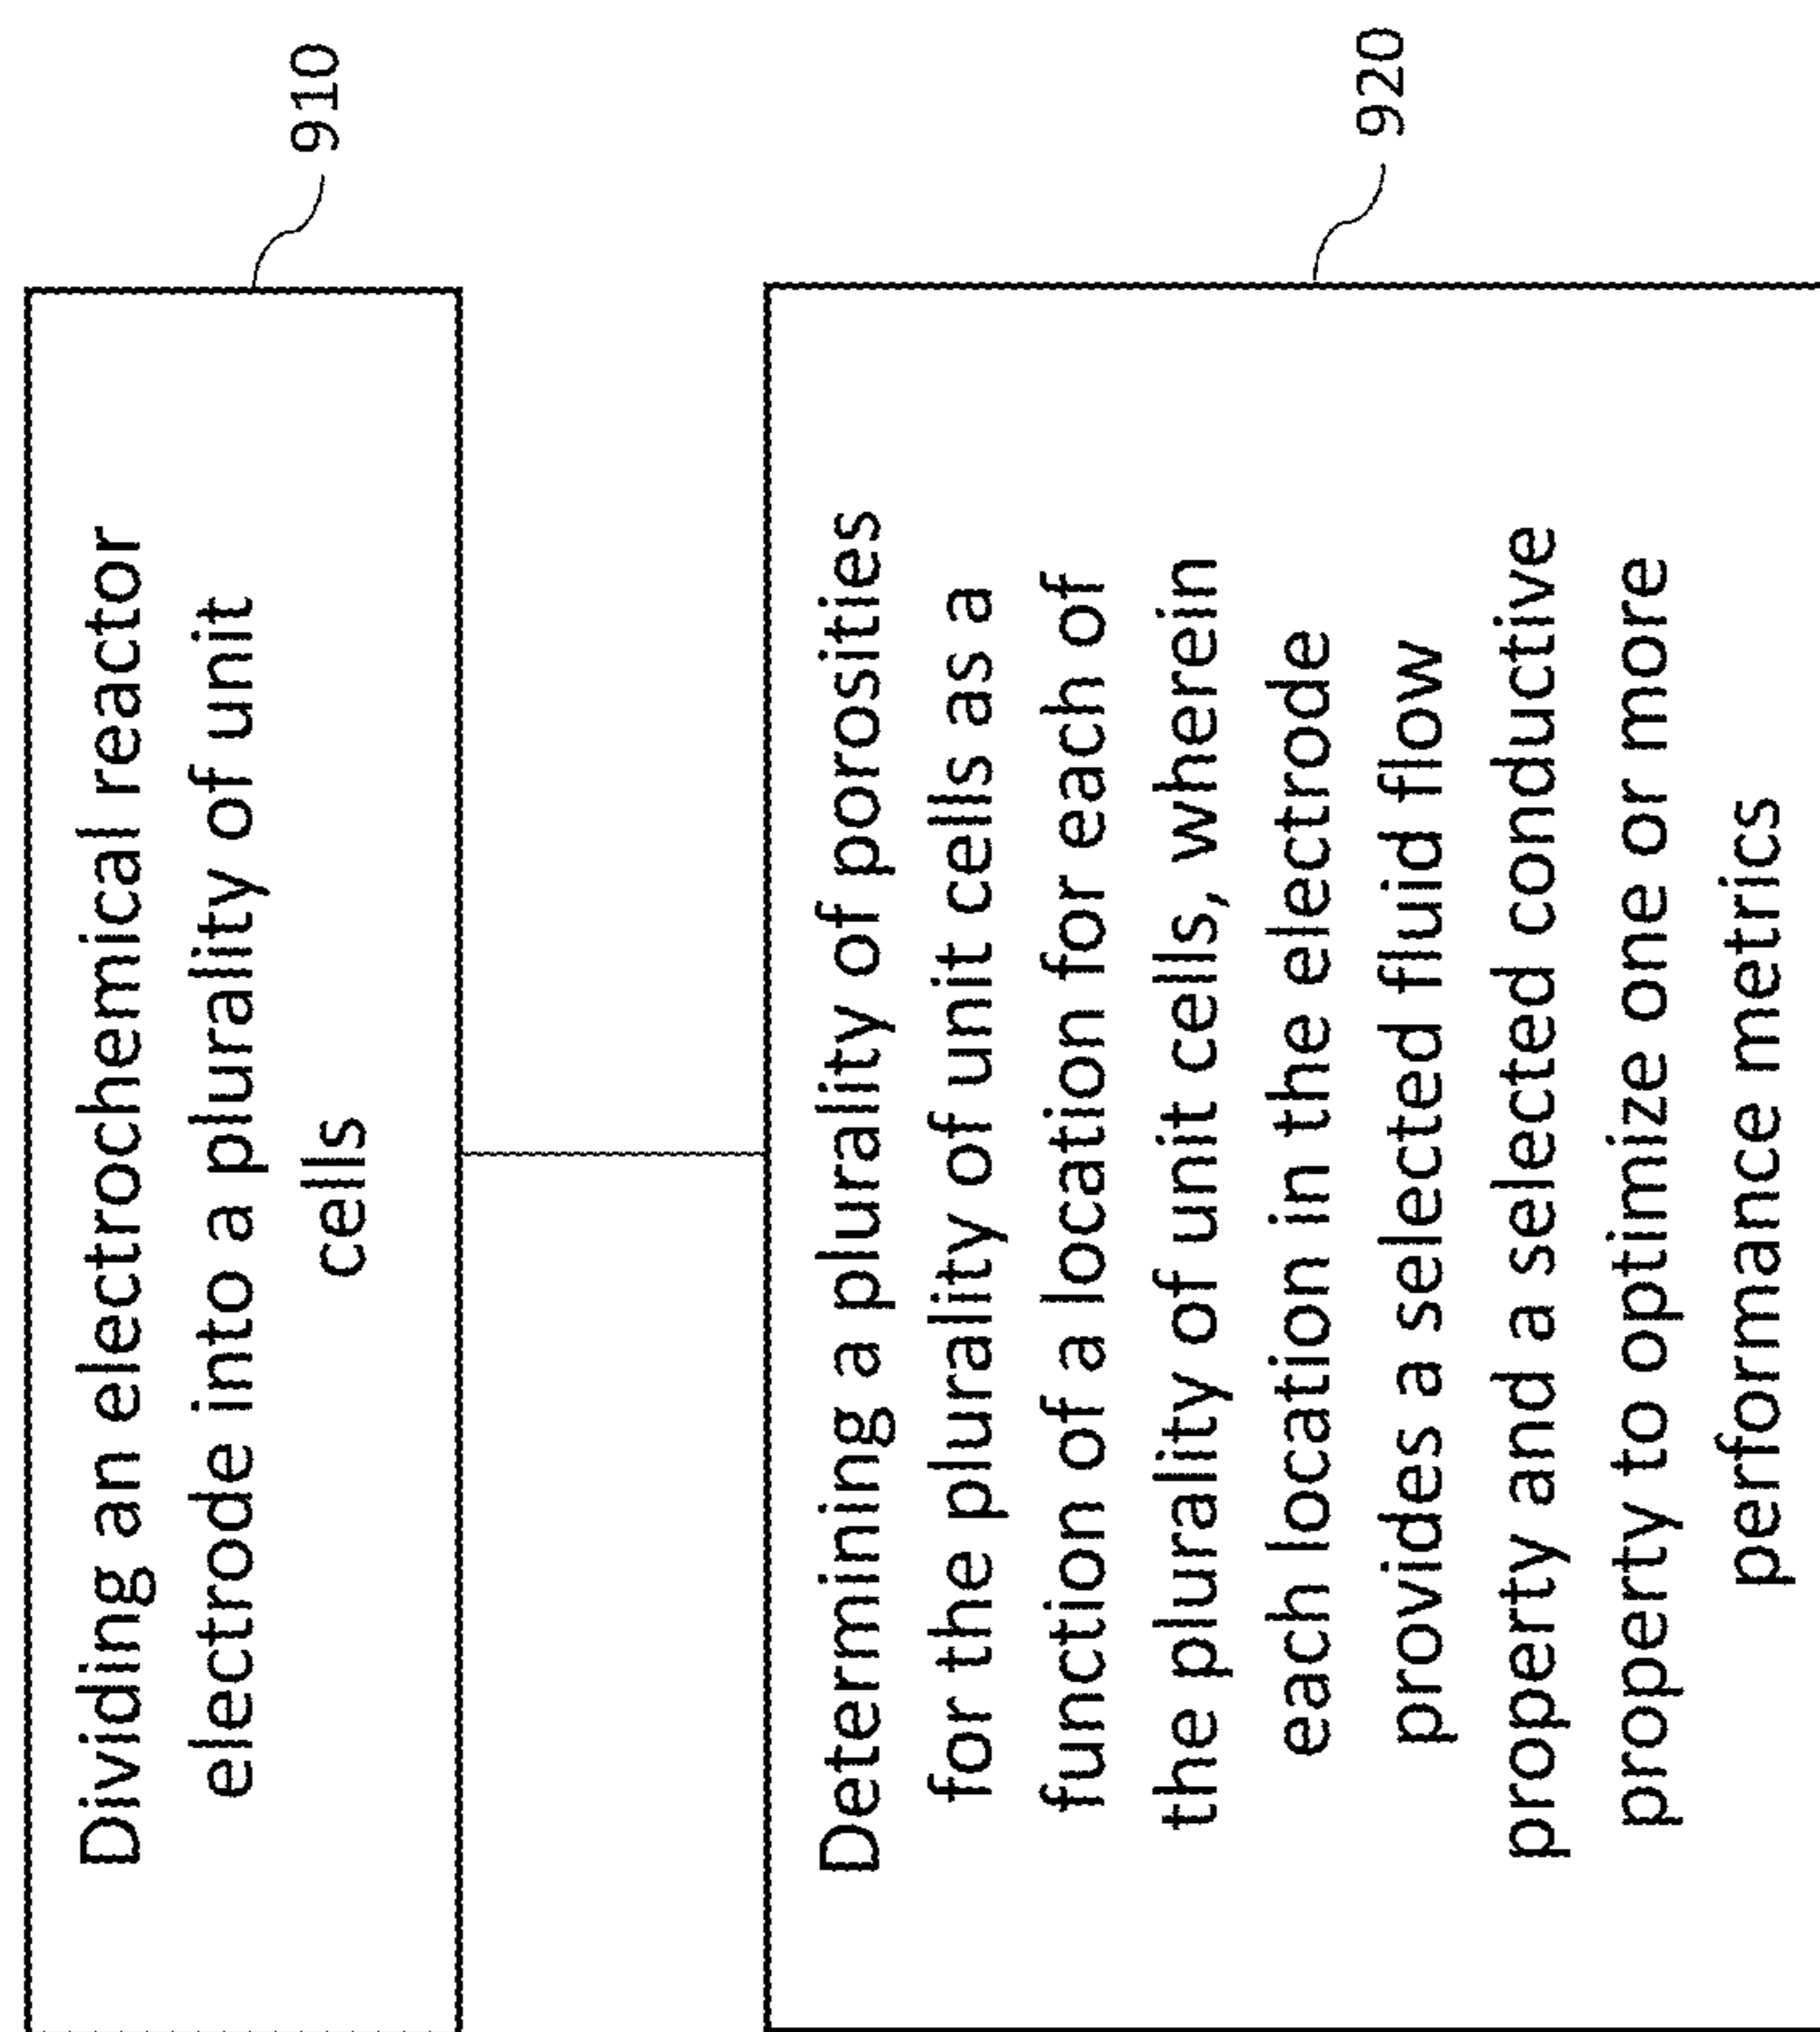 Dividing an electrochemical reactor
electrode into a plurality of unit
cells
910
Determining a plurality of porosities
for the plurality of unit cells as a
function of a location for each of
the plurality of unit cells, wherein
each location in the electrode
provides a selected fluid flow
property and a selected conductive
property to optimize one or more
performance metrics
920